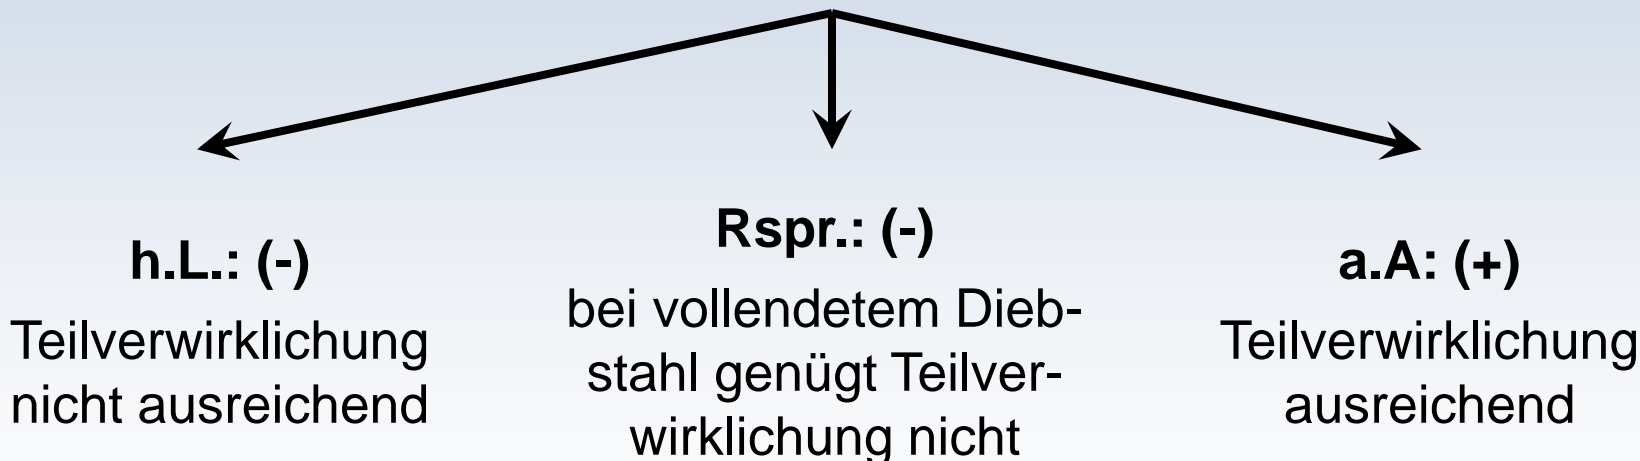 h.L.: (-)
Teilverwirklichung
nicht ausreichend
Rspr.: (-)
bei vollendetem Dieb-
stahl genügt Teilver-
wirklichung nicht
a.A: (+)
Teilverwirklichung
ausreichend